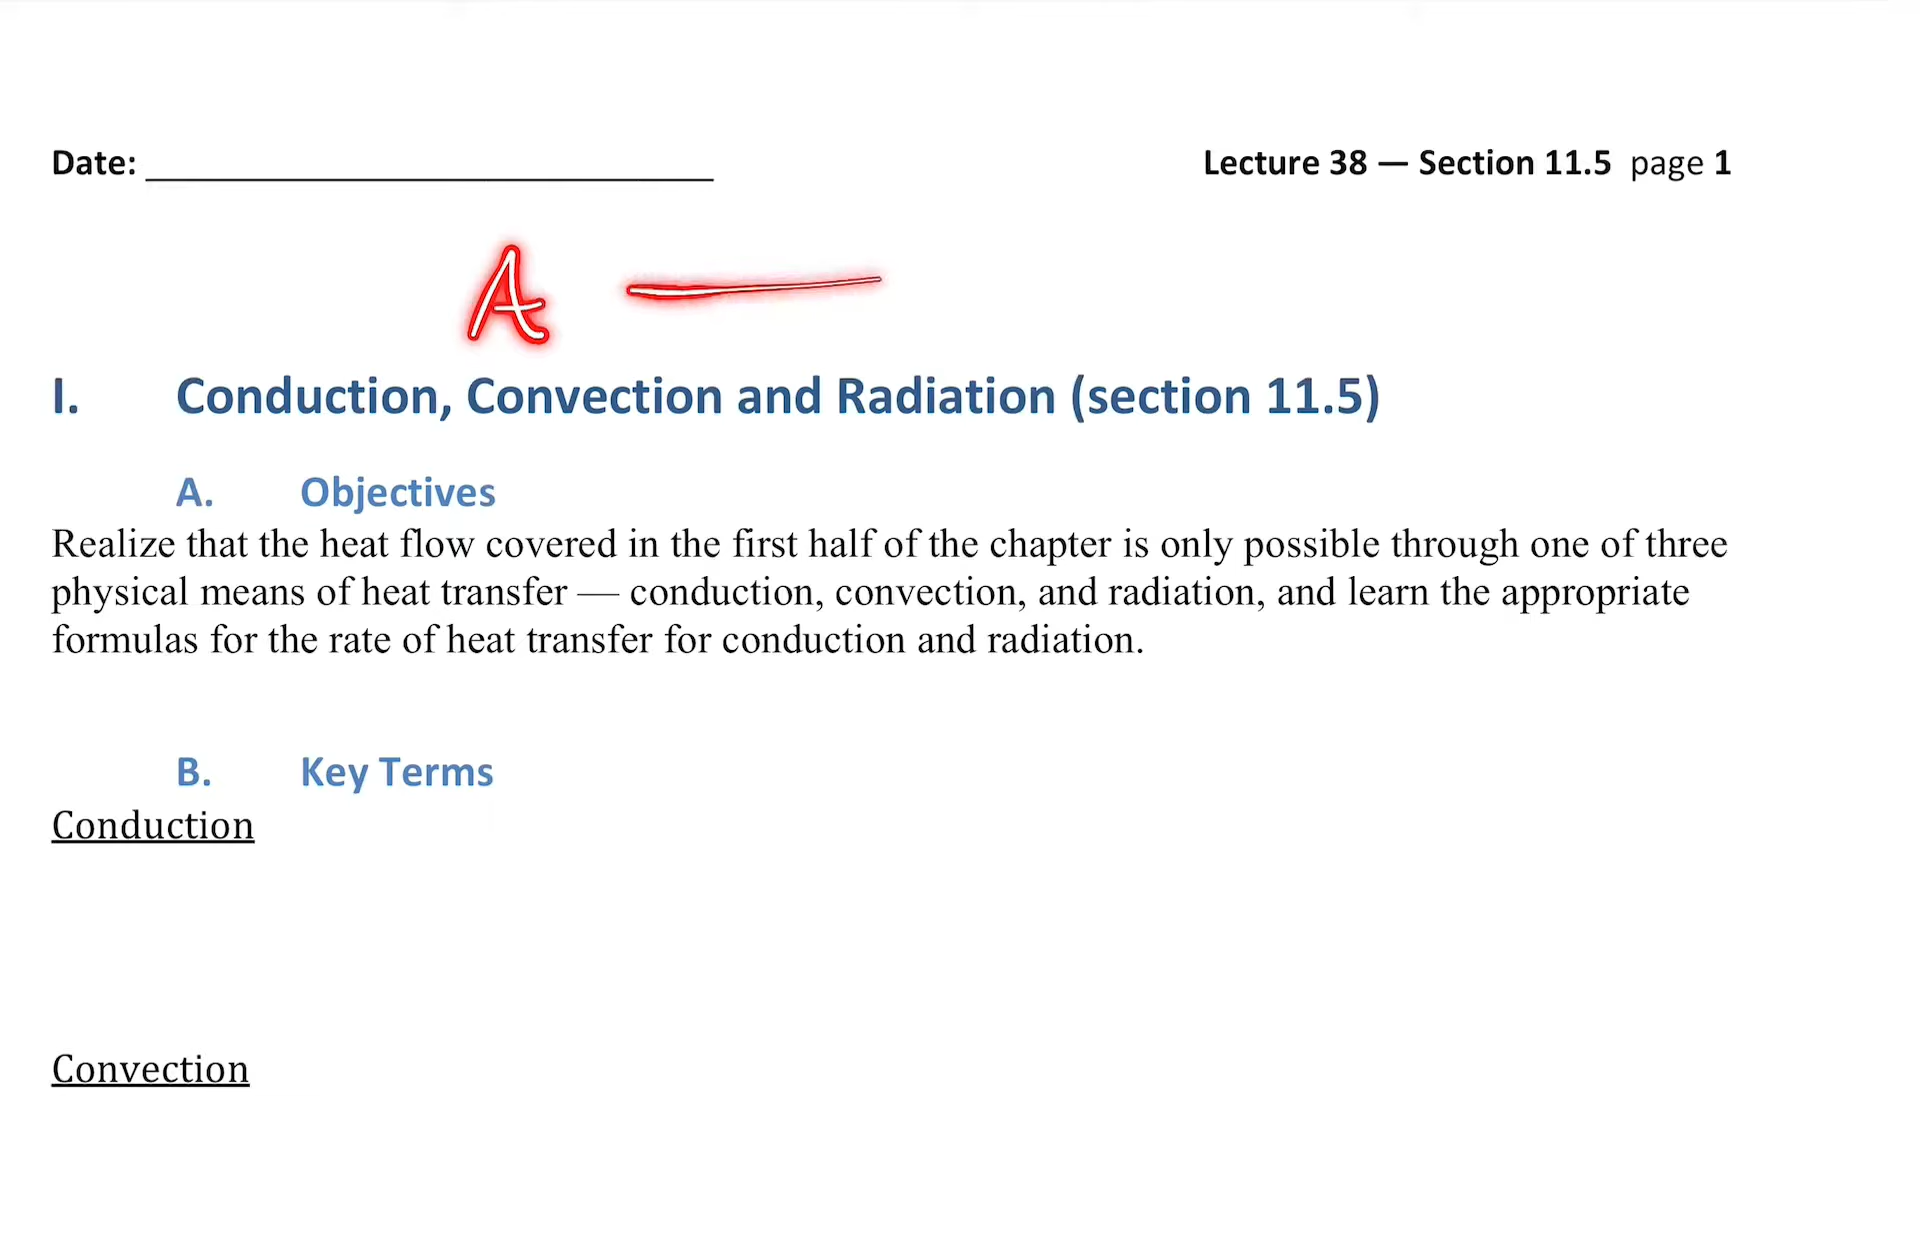 Date: ____________________ Lecture 38 — Section 11.5 page 1
A —
I. Conduction, Convection and Radiation (section 11.5)
A. Objectives
Realize that the heat flow covered in the first half of the chapter is only possible through one of three
physical means of heat transfer — conduction, convection, and radiation, and learn the appropriate
formulas for the rate of heat transfer for conduction and radiation.
B. Key Terms
Conduction
Convection